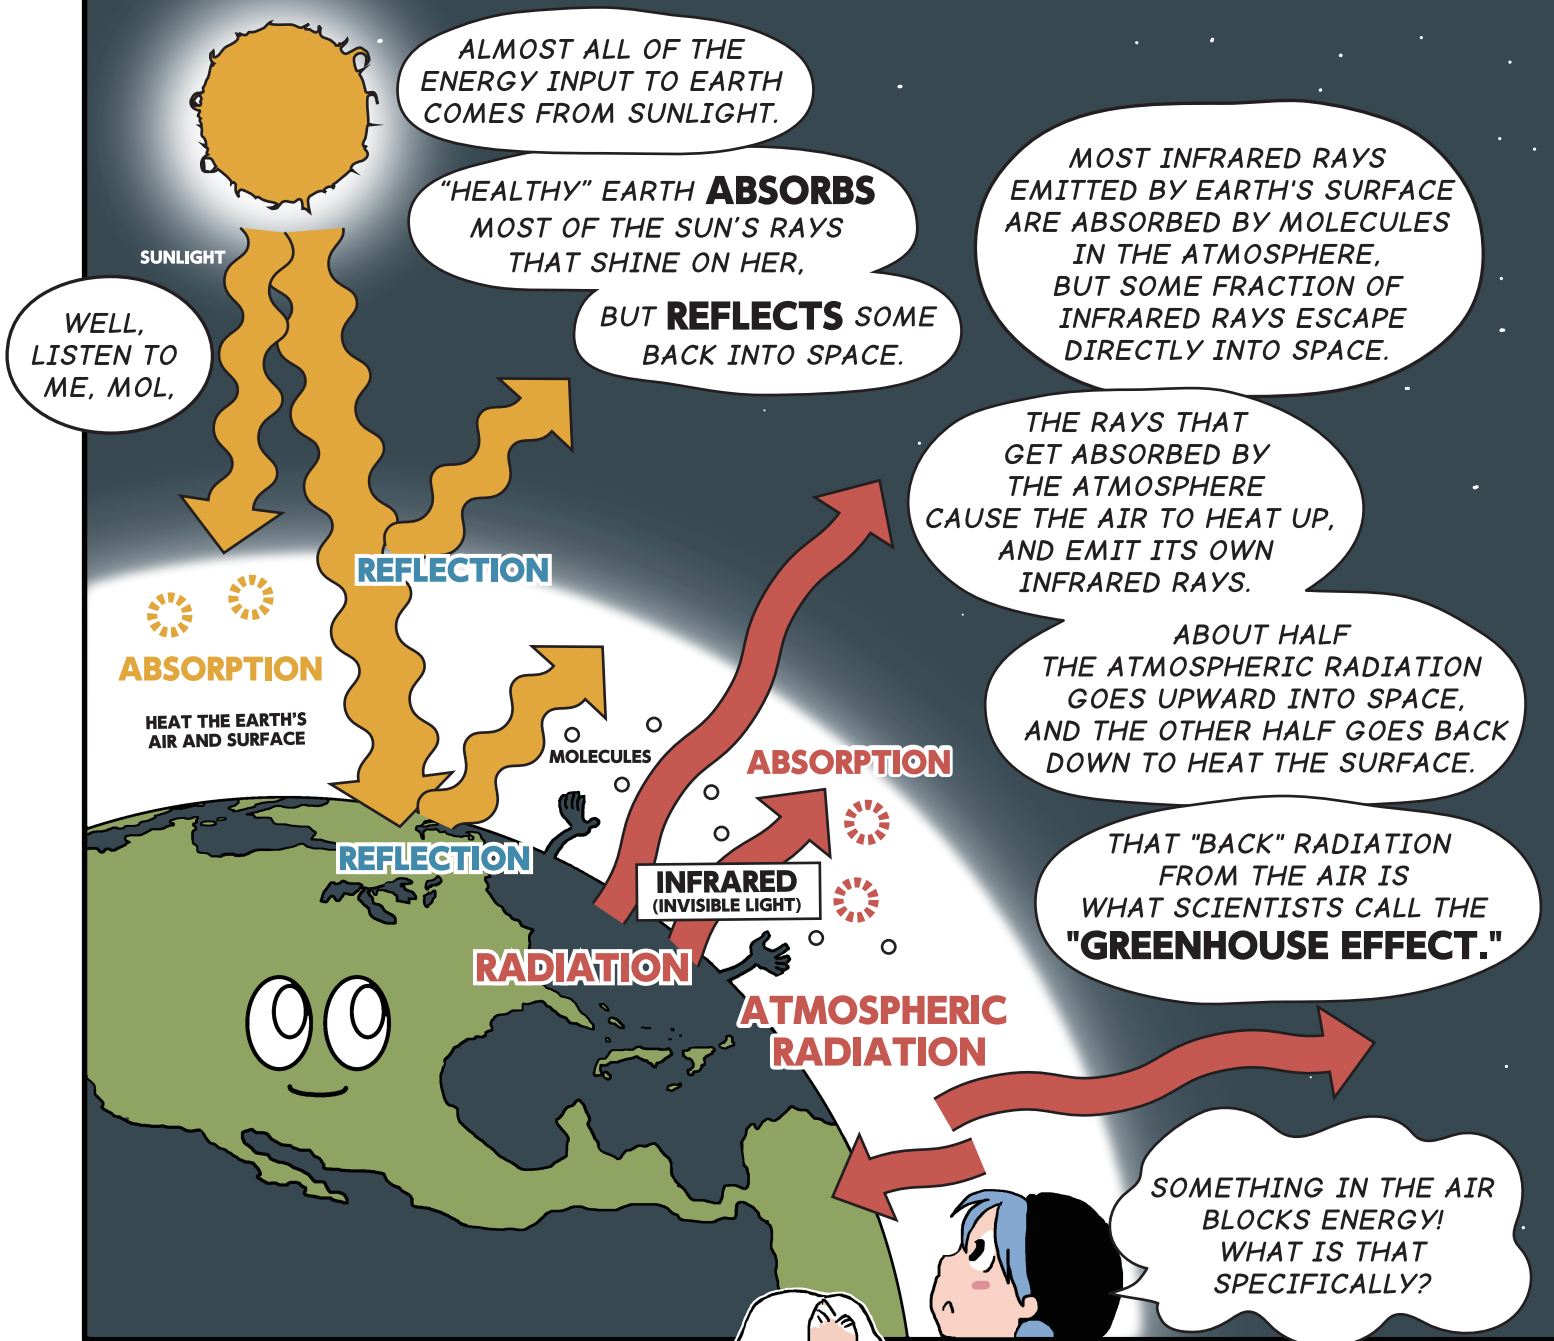 ALMOST ALL OF THE
ENERGY INPUT TO EARTH
COMES FROM SUNLIGHT.
"HEALTHY" EARTH ABSORBS
MOST OF THE SUN'S RAYS
THAT SHINE ON HER,
BUT REFLECTS SOME
BACK INTO SPACE.
SUNLIGHT
WELL,
LISTEN TO
ME, MOL,
MOST INFRARED RAYS
EMITTED BY EARTH'S SURFACE
ARE ABSORBED BY MOLECULES
IN THE ATMOSPHERE,
BUT SOME FRACTION OF
INFRARED RAYS ESCAPE
DIRECTLY INTO SPACE.
THE RAYS THAT
GET ABSORBED BY
THE ATMOSPHERE
CAUSE THE AIR TO HEAT UP,
AND EMIT ITS OWN
INFRARED RAYS.
ABOUT HALF
THE ATMOSPHERIC RADIATION
GOES UPWARD INTO SPACE,
AND THE OTHER HALF GOES BACK
DOWN TO HEAT THE SURFACE.
THAT "BACK" RADIATION
FROM THE AIR IS
WHAT SCIENTISTS CALL THE
"GREENHOUSE EFFECT."
REFLECTION
ABSORPTION
HEAT THE EARTH'S
AIR AND SURFACE
MOLECULES
ABSORPTION
REFLECTION
INFRARED
(INVISIBLE LIGHT)
RADIATION
ATMOSPHERIC
RADIATION
SOMETHING IN THE AIR
BLOCKS ENERGY!
WHAT IS THAT
SPECIFICALLY?